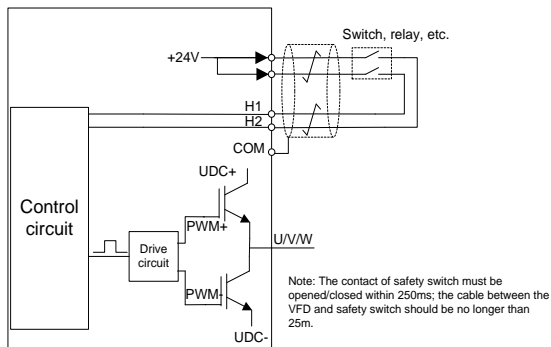 Switch, relay, etc.
+24V
H1
H2
COM
UDC+
Control
circuit
PWM+
Drive
circuit
U/V/W
PWM-
UDC-
Note: The contact of safety switch must be
opened/closed within 250ms; the cable between the
VFD and safety switch should be no longer than
25m.